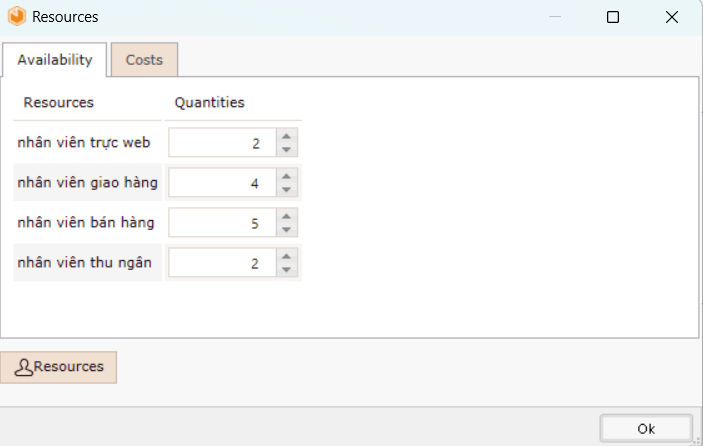 Resources
Availability Costs
Resources Quantities
nhân viên trực web 2
nhân viên giao hàng 4
nhân viên bán hàng 5
nhân viên thu ngân 2
Resources
Ok